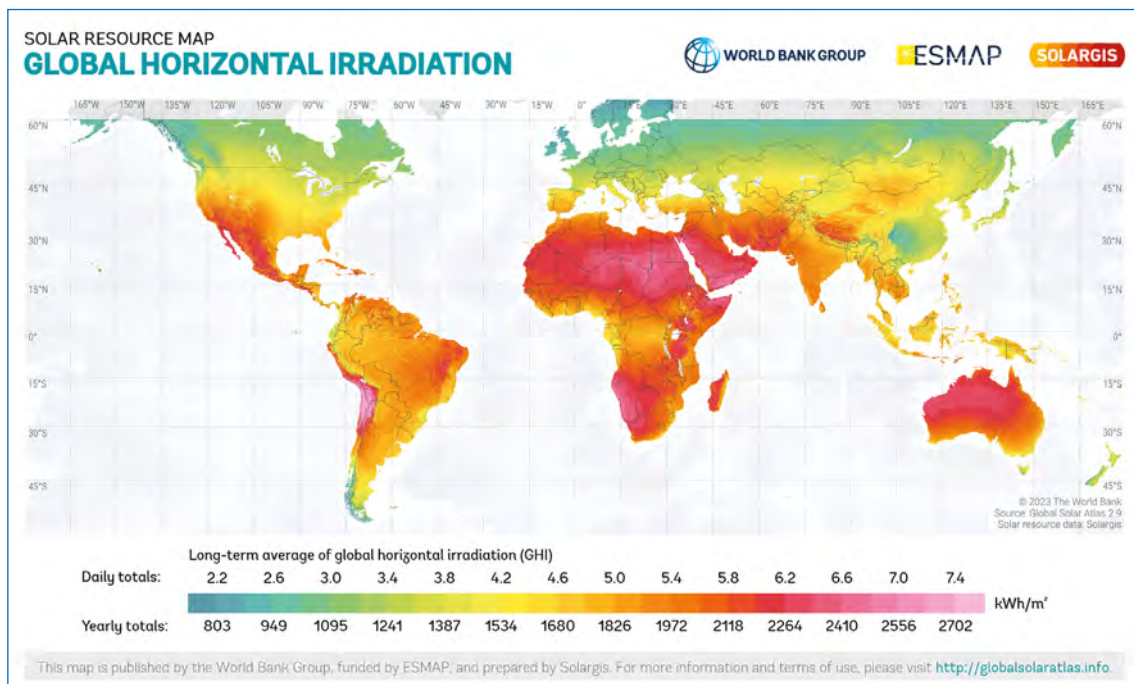 SOLAR RESOURCE MAP
GLOBAL HORIZONTAL IRRADIATION
WORLD BANK GROUP
ESMAP
SOLARGIS
165°W 150°W 135°W 120°W 105°W 90°W 75°W 60°W 45°W 30°W 15°W 0° 15°E 30°E 45°E 60°E 75°E 90°E 105°E 120°E 135°E 150°E 165°E
60°N 60°N
45°N 45°N
30°N 30°N
15°N 15°N
0° 0°
15°S 15°S
30°S 30°S
45°S 45°S
© 2023 The World Bank
Source: Global Solar Atlas 2.9
Solar resource data: Solargis
Long-term average of global horizontal irradiation (GHI)
Daily totals: 2.2 2.6 3.0 3.4 3.8 4.2 4.6 5.0 5.4 5.8 6.2 6.6 7.0 7.4
kWh/m²
Yearly totals: 803 949 1095 1241 1387 1534 1680 1826 1972 2118 2264 2410 2556 2702
This map is published by the World Bank Group, funded by ESMAP, and prepared by Solargis. For more information and terms of use, please visit http://globalsolaratlas.info.